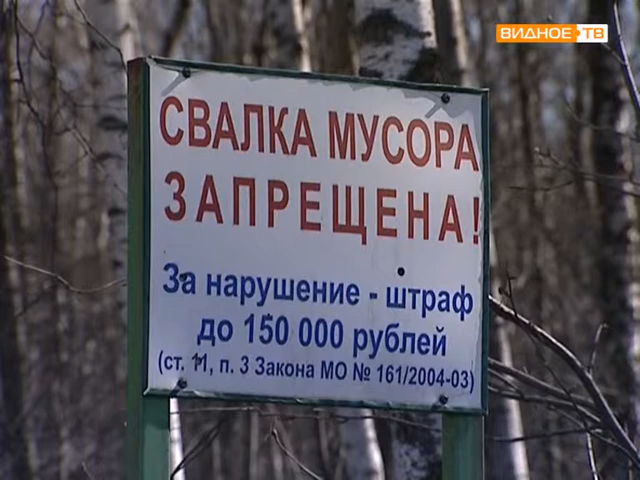 ВИДНОЕ ТВ
СВАЛКА МУСОРА
ЗАПРЕЩЕНА!
За нарушение - штраф
до 150 000 рублей
(ст. 11, п. 3 Закона МО № 161/2004-03)